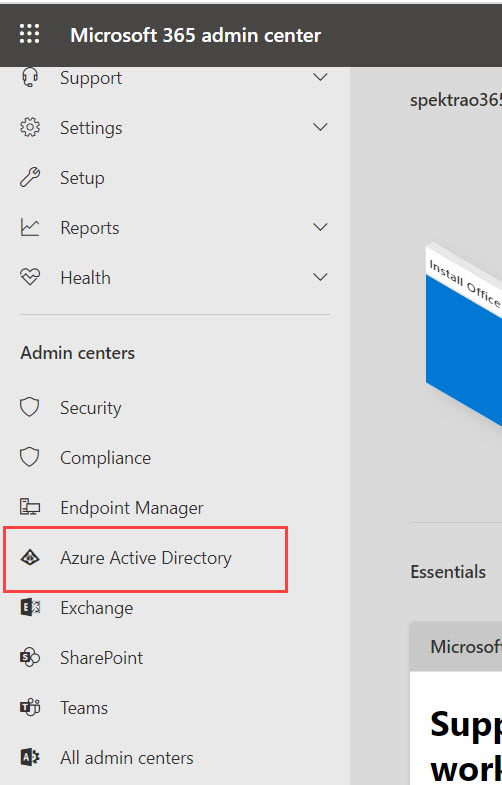 Microsoft 365 admin center
Support
Settings
Setup
Reports
Health
Admin centers
Security
Compliance
Endpoint Manager
Azure Active Directory
Exchange
SharePoint
Teams
All admin centers
spektrao365
Install Office
Essentials
Microsoft
Supp
work